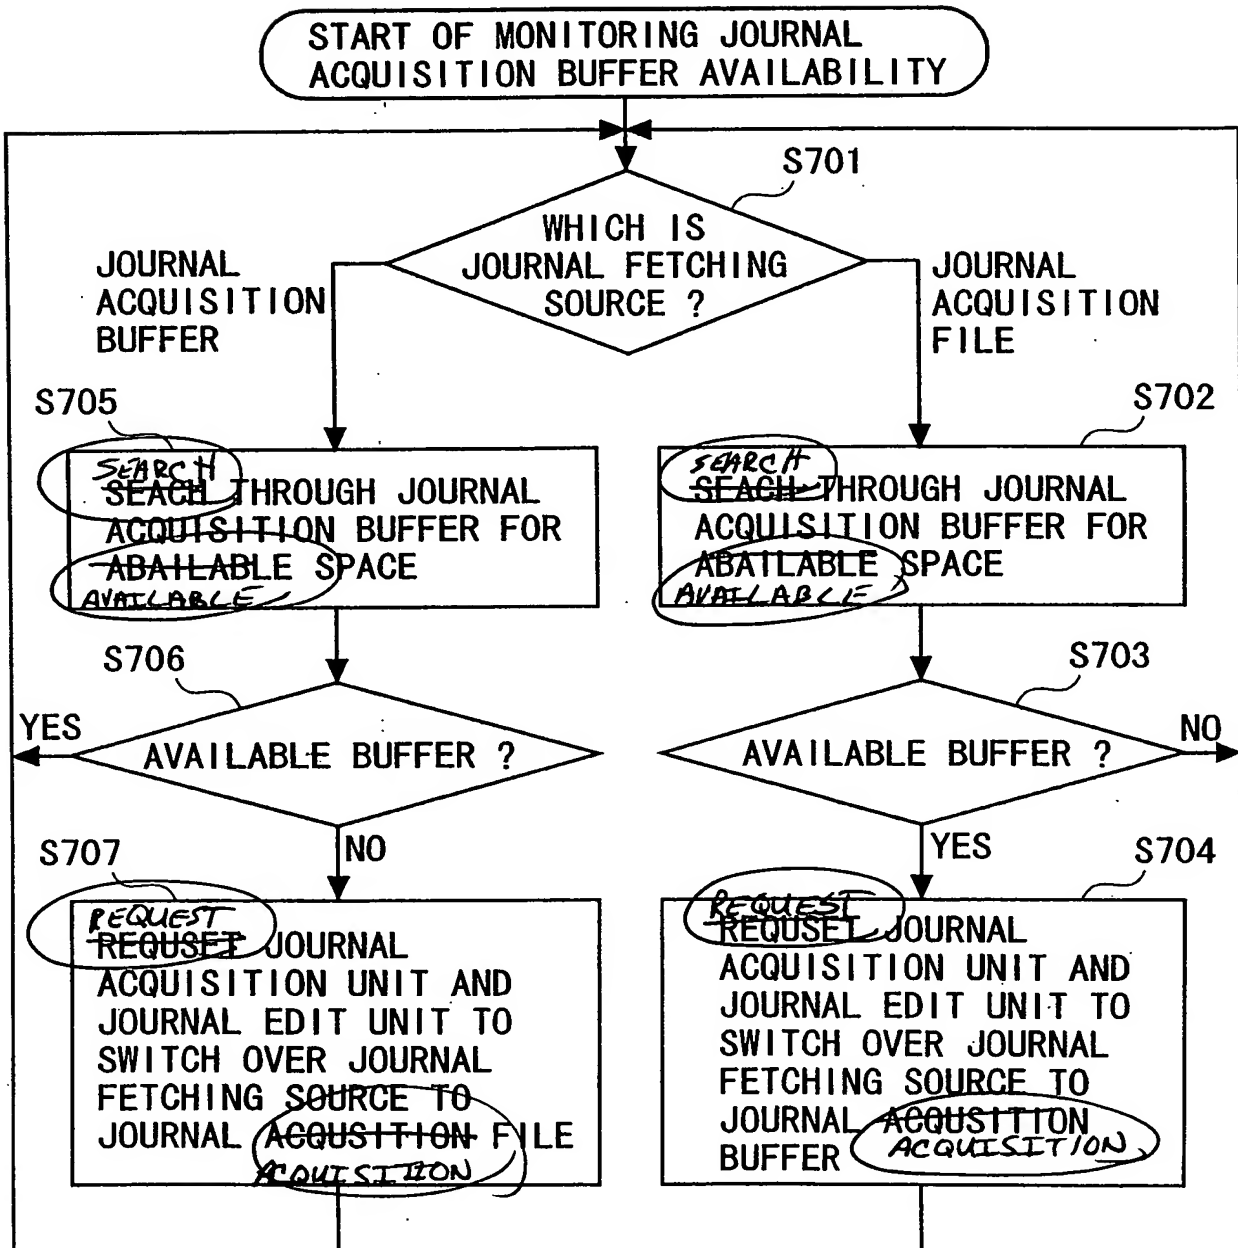 START OF MONITORING JOURNAL
ACQUISITION BUFFER AVAILABILITY
S701
WHICH IS
JOURNAL FETCHING
SOURCE ?
JOURNAL
ACQUISITION
BUFFER
JOURNAL
ACQUISITION
FILE
S705
SEARCH
SEACH THROUGH JOURNAL
ACQUISITION BUFFER FOR
ABAILABLE SPACE
AVAILABLE
S702
SEARCH
SEACH THROUGH JOURNAL
ACQUISITION BUFFER FOR
ABAILABLE SPACE
AVAILABLE
S706
YES
AVAILABLE BUFFER ?
NO
S703
NO
AVAILABLE BUFFER ?
YES
S707
REQUEST
REQUSET JOURNAL
ACQUISITION UNIT AND
JOURNAL EDIT UNIT TO
SWITCH OVER JOURNAL
FETCHING SOURCE TO
JOURNAL ACQUSITION FILE
ACQUISITION
S704
REQUEST
REQUSET JOURNAL
ACQUISITION UNIT AND
JOURNAL EDIT UNIT TO
SWITCH OVER JOURNAL
FETCHING SOURCE TO
JOURNAL ACQUSITION
BUFFER ACQUISITION